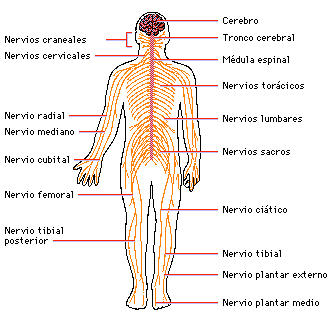 Cerebro
Nervios craneales
Tronco cerebral
Nervios cervicales
Médula espinal
Nervios torácicos
Nervio radial
Nervios lumbares
Nervio mediano
Nervios sacros
Nervio cubital
Nervio femoral
Nervio ciático
Nervio tibial
posterior
Nervio tibial
Nervio plantar externo
Nervio plantar medio